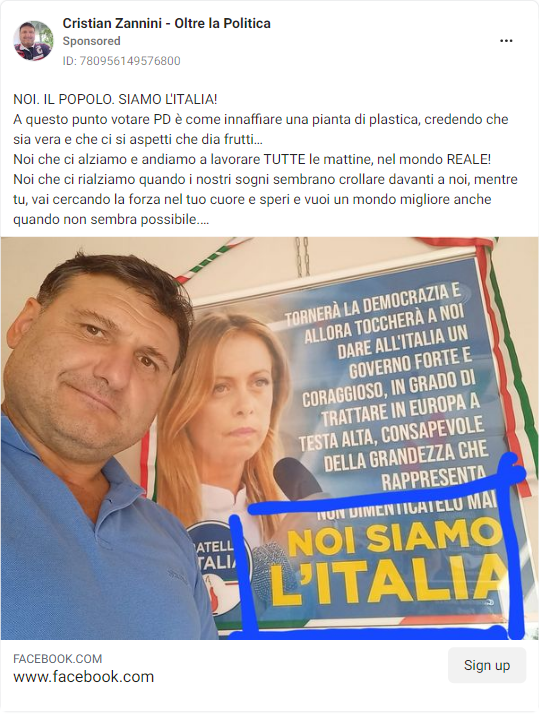 Cristian Zannini - Oltre la Politica
Sponsored
ID: 780956149576800
NOI. IL POPOLO. SIAMO L'ITALIA!
A questo punto votare PD è come innaffiare una pianta di plastica, credendo che
sia vera e che ci si aspetti che dia frutti…
Noi che ci alziamo e andiamo a lavorare TUTTE le mattine, nel mondo REALE!
Noi che ci rialziamo quando i nostri sogni sembrano crollare davanti a noi, mentre
tu, vai cercando la forza nel tuo cuore e speri e vuoi un mondo migliore anche
quando non sembra possibile....
TORNERÀ LA DEMOCRAZIA E
ALLORA TOCCHERÀ A NOI
DARE ALL'ITALIA UN
GOVERNO FORTE E
CORAGGIOSO, IN GRADO DI
TRATTARE IN EUROPA A
TESTA ALTA, CONSAPEVOLE
DELLA GRANDEZZA CHE
RAPPRESENTA.
NON DIMENTICATELO MAI
NOI SIAMO
L'ITALIA
ATELL
TALIA
FACEBOOK.COM
www.facebook.com
Sign up